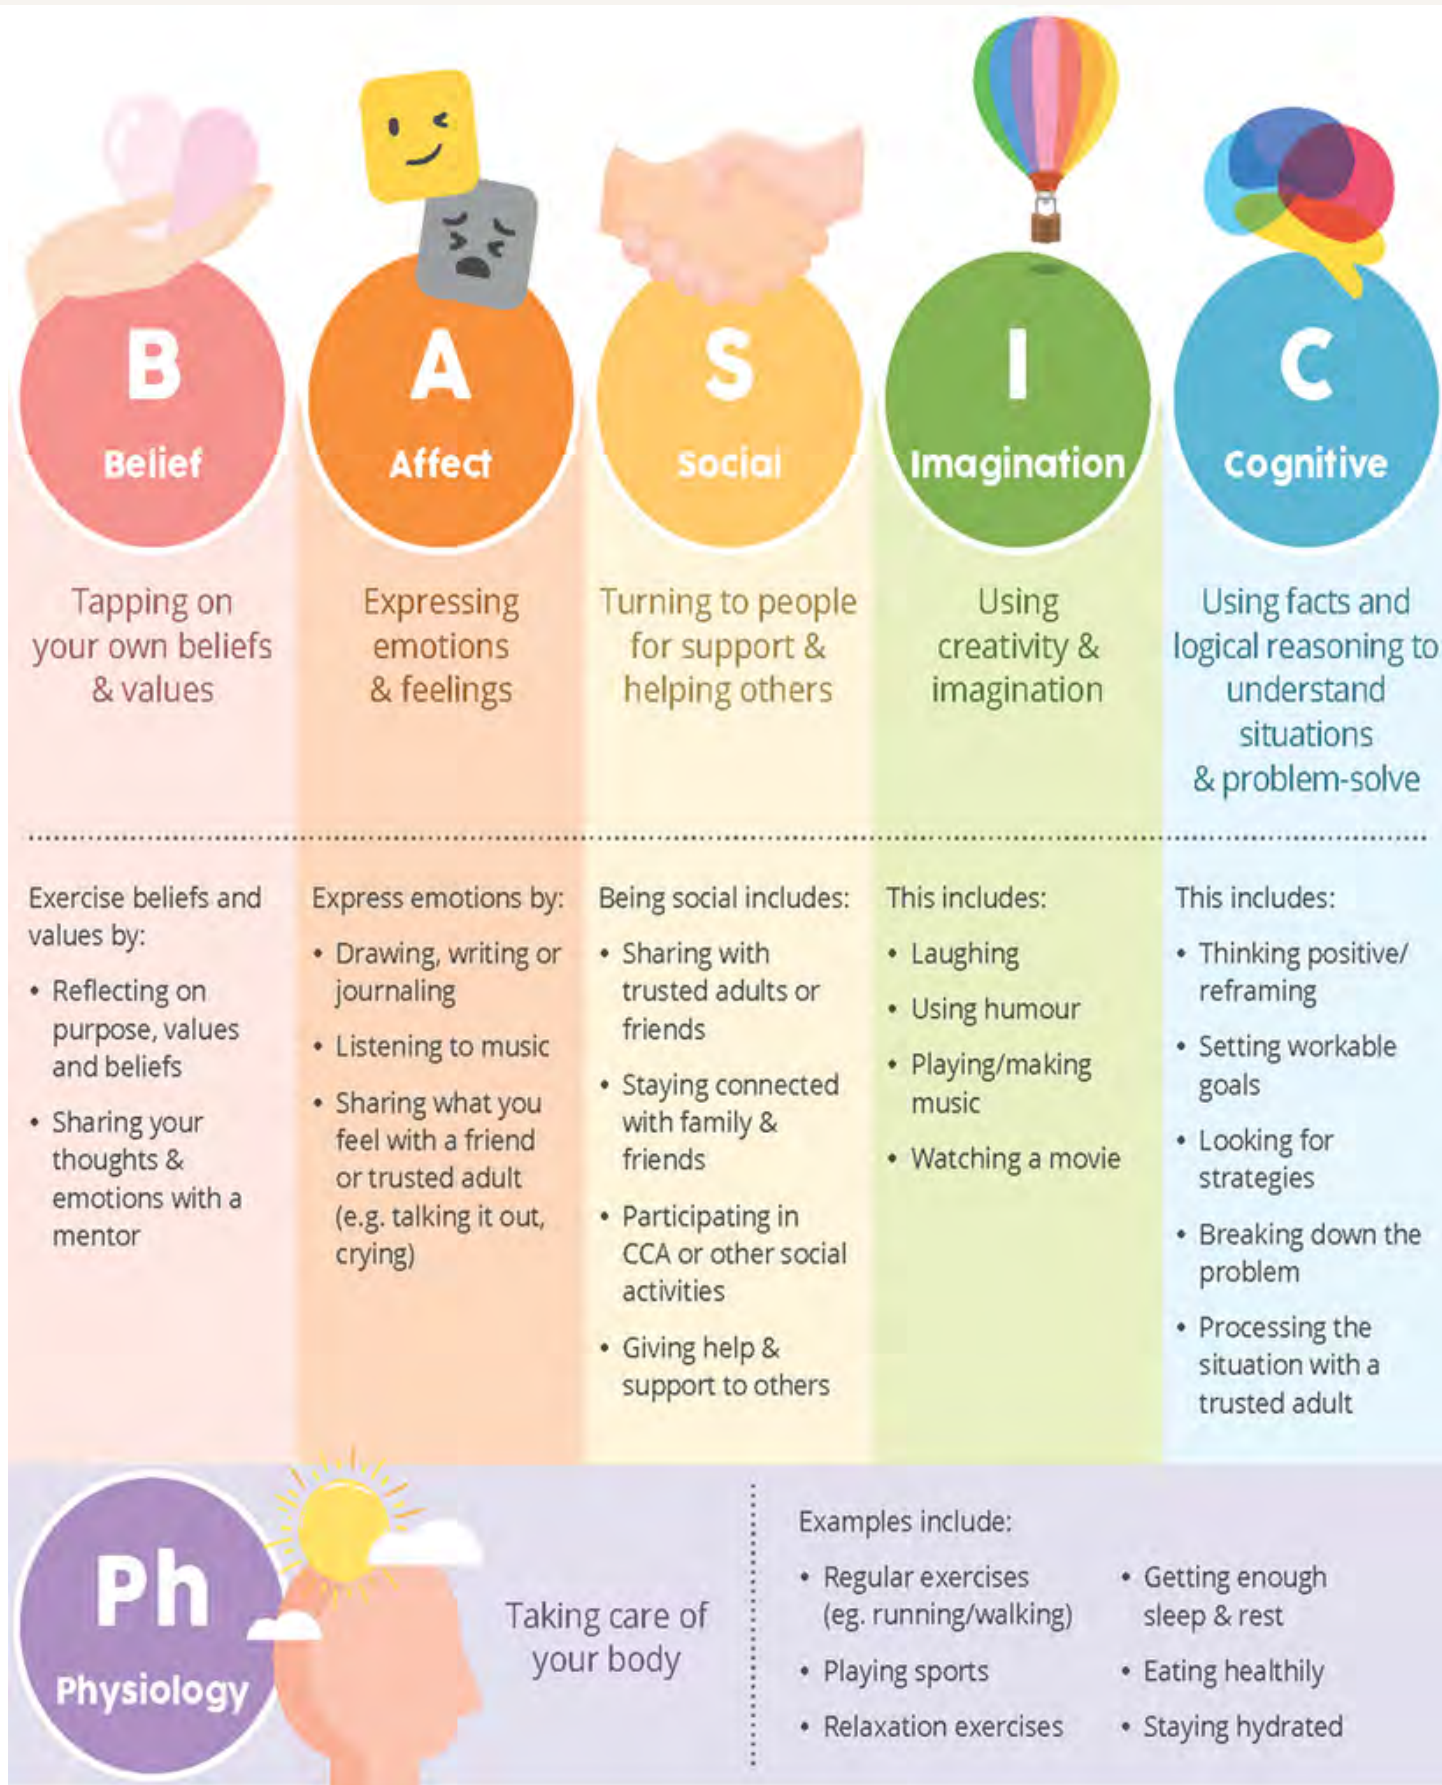 B
Belief
Tapping on
your own beliefs
& values
Exercise beliefs and
values by:
• Reflecting on
purpose, values
and beliefs
• Sharing your
thoughts &
emotions with a
mentor
A
Affect
Expressing
emotions
& feelings
Express emotions by:
• Drawing, writing or
journaling
• Listening to music
• Sharing what you
feel with a friend
or trusted adult
(e.g. talking it out,
crying)
S
Social
Turning to people
for support &
helping others
Being social includes:
• Sharing with
trusted adults or
friends
• Staying connected
with family &
friends
• Participating in
CCA or other social
activities
• Giving help &
support to others
I
Imagination
Using
creativity &
imagination
This includes:
• Laughing
• Using humour
• Playing/making
music
• Watching a movie
C
Cognitive
Using facts and
logical reasoning to
understand
situations
& problem-solve
This includes:
• Thinking positive/
reframing
• Setting workable
goals
• Looking for
strategies
• Breaking down the
problem
• Processing the
situation with a
trusted adult
Ph
Physiology
Taking care of
your body
Examples include:
• Regular exercises
(eg. running/walking)
• Playing sports
• Relaxation exercises
• Getting enough
sleep & rest
• Eating healthily
• Staying hydrated